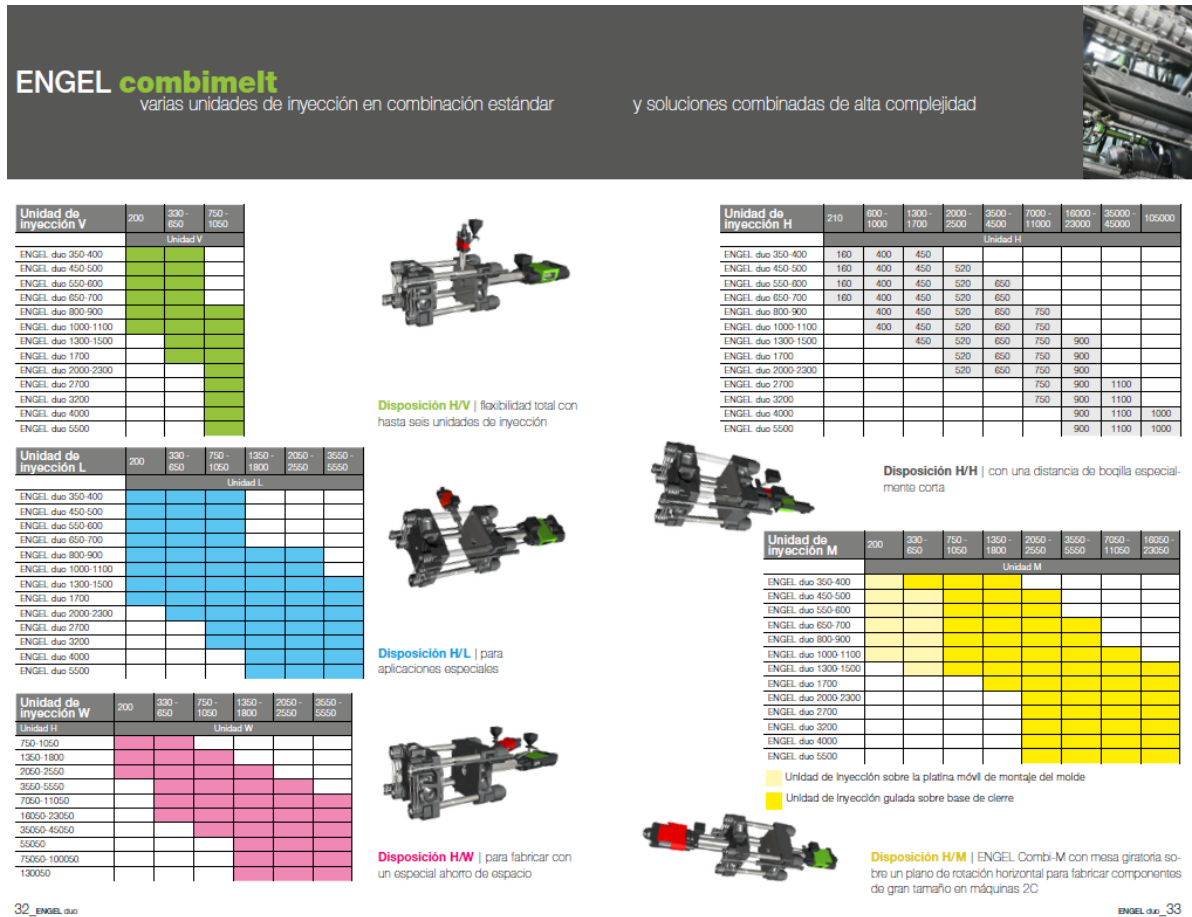 ENGEL combimelt
varias unidades de inyección en combinación estándar
y soluciones combinadas de alta complejidad
Unidad de inyección V 200 330 - 650 750 - 1050
Unidad V
ENGEL duo 350-400
ENGEL duo 450-500
ENGEL duo 550-600
ENGEL duo 650-700
ENGEL duo 800-900
ENGEL duo 1000-1100
ENGEL duo 1300-1500
ENGEL duo 1700
ENGEL duo 2000-2300
ENGEL duo 2700
ENGEL duo 3200
ENGEL duo 4000
ENGEL duo 5500
Disposición H/V | flexibilidad total con
hasta seis unidades de inyección
Unidad de inyección L 200 330 - 650 750 - 1050 1350 - 1800 2050 - 2550 3550 - 5550
Unidad L
ENGEL duo 350-400
ENGEL duo 450-500
ENGEL duo 550-600
ENGEL duo 650-700
ENGEL duo 800-900
ENGEL duo 1000-1100
ENGEL duo 1300-1500
ENGEL duo 1700
ENGEL duo 2000-2300
ENGEL duo 2700
ENGEL duo 3200
ENGEL duo 4000
ENGEL duo 5500
Disposición H/L | para
aplicaciones especiales
Unidad de inyección W 200 330 - 650 750 - 1050 1350 - 1800 2050 - 2550 3550 - 5550
Unidad H Unidad W
750-1050
1350-1800
2050-2550
3550-5550
7050-11050
16050-23050
35050-45050
55050
75050-100050
130050
Disposición H/W | para fabricar con
un especial ahorro de espacio
32_ENGEL duo
Unidad de inyección H 210 600 - 1000 1300 - 1700 2000 - 2500 3500 - 4500 7000 - 11000 16000 - 23000 35000 - 45000 105000
Unidad H
ENGEL duo 350-400 160 400 450
ENGEL duo 450-500 160 400 450 520
ENGEL duo 550-600 160 400 450 520 650
ENGEL duo 650-700 160 400 450 520 650
ENGEL duo 800-900 400 450 520 650 750
ENGEL duo 1000-1100 400 450 520 650 750
ENGEL duo 1300-1500 450 520 650 750 900
ENGEL duo 1700 520 650 750 900
ENGEL duo 2000-2300 520 650 750 900
ENGEL duo 2700 750 900 1100
ENGEL duo 3200 750 900 1100
ENGEL duo 4000 900 1100 1000
ENGEL duo 5500 900 1100 1000
Disposición H/H | con una distancia de boqilla especial-
mente corta
Unidad de inyección M 200 330 - 650 750 - 1050 1350 - 1800 2050 - 2550 3550 - 5550 7050 - 11050 16050 - 23050
Unidad M
ENGEL duo 350-400
ENGEL duo 450-500
ENGEL duo 550-600
ENGEL duo 650-700
ENGEL duo 800-900
ENGEL duo 1000-1100
ENGEL duo 1300-1500
ENGEL duo 1700
ENGEL duo 2000-2300
ENGEL duo 2700
ENGEL duo 3200
ENGEL duo 4000
ENGEL duo 5500
Unidad de inyección sobre la platina móvil de montaje del molde
Unidad de inyección guiada sobre base de cierre
Disposición H/M | ENGEL Combi-M con mesa giratoria so-
bre un plano de rotación horizontal para fabricar componentes
de gran tamaño en máquinas 2C
ENGEL duo_33